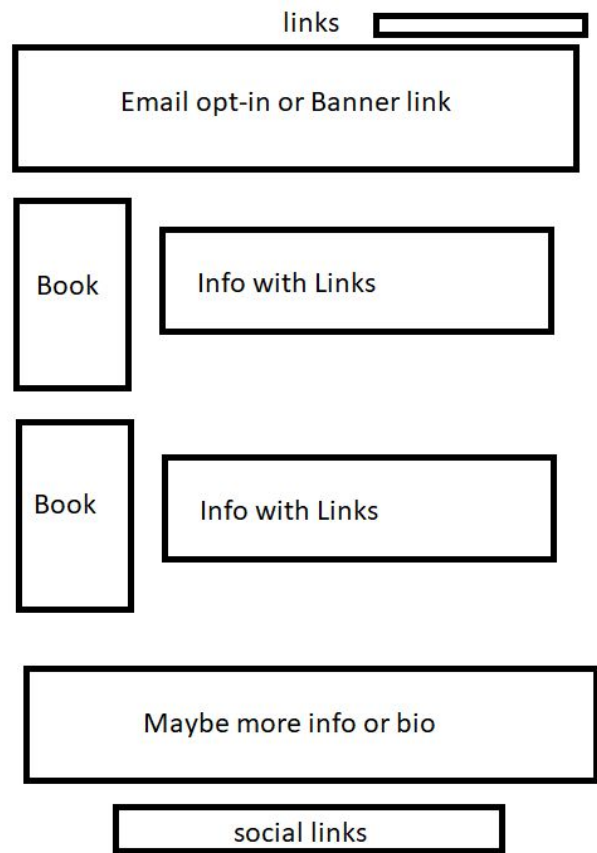 links
Email opt-in or Banner link
Book
Info with Links
Book
Info with Links
Maybe more info or bio
social links